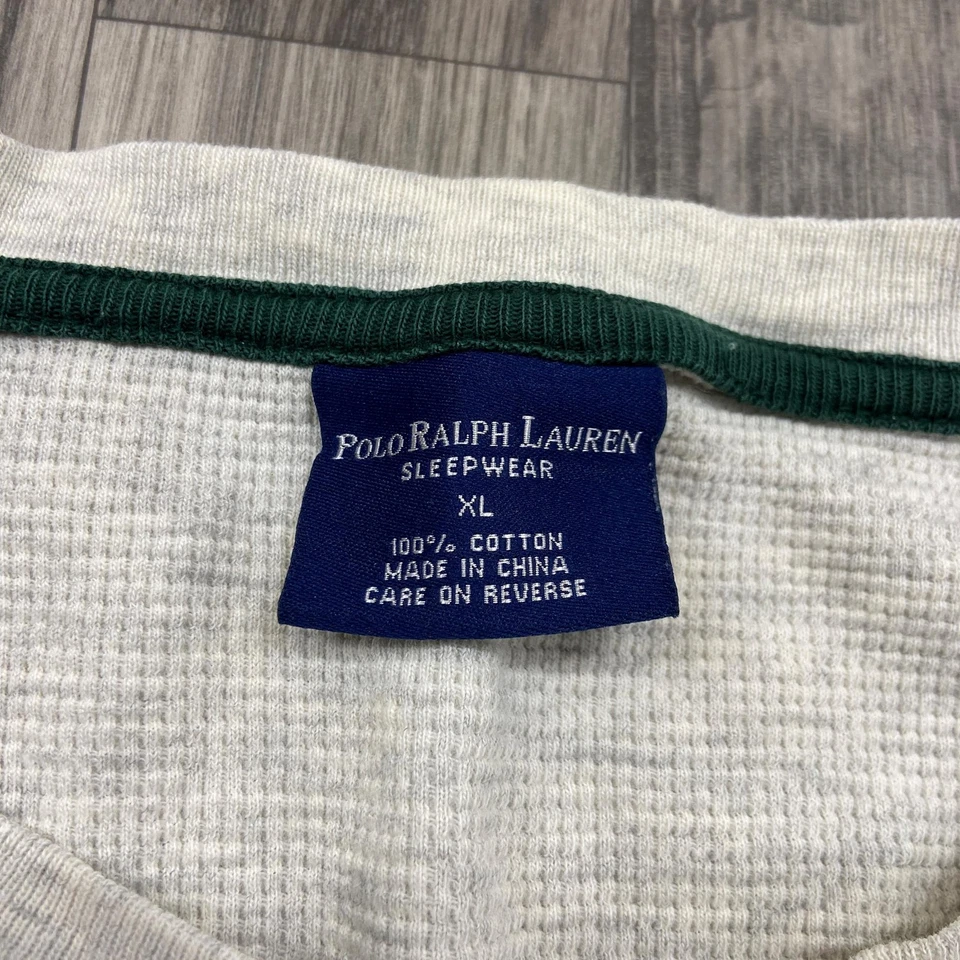 POLO RALPH LAUREN
SLEEPWEAR
XL
100% COTTON
MADE IN CHINA
CARE ON REVERSE